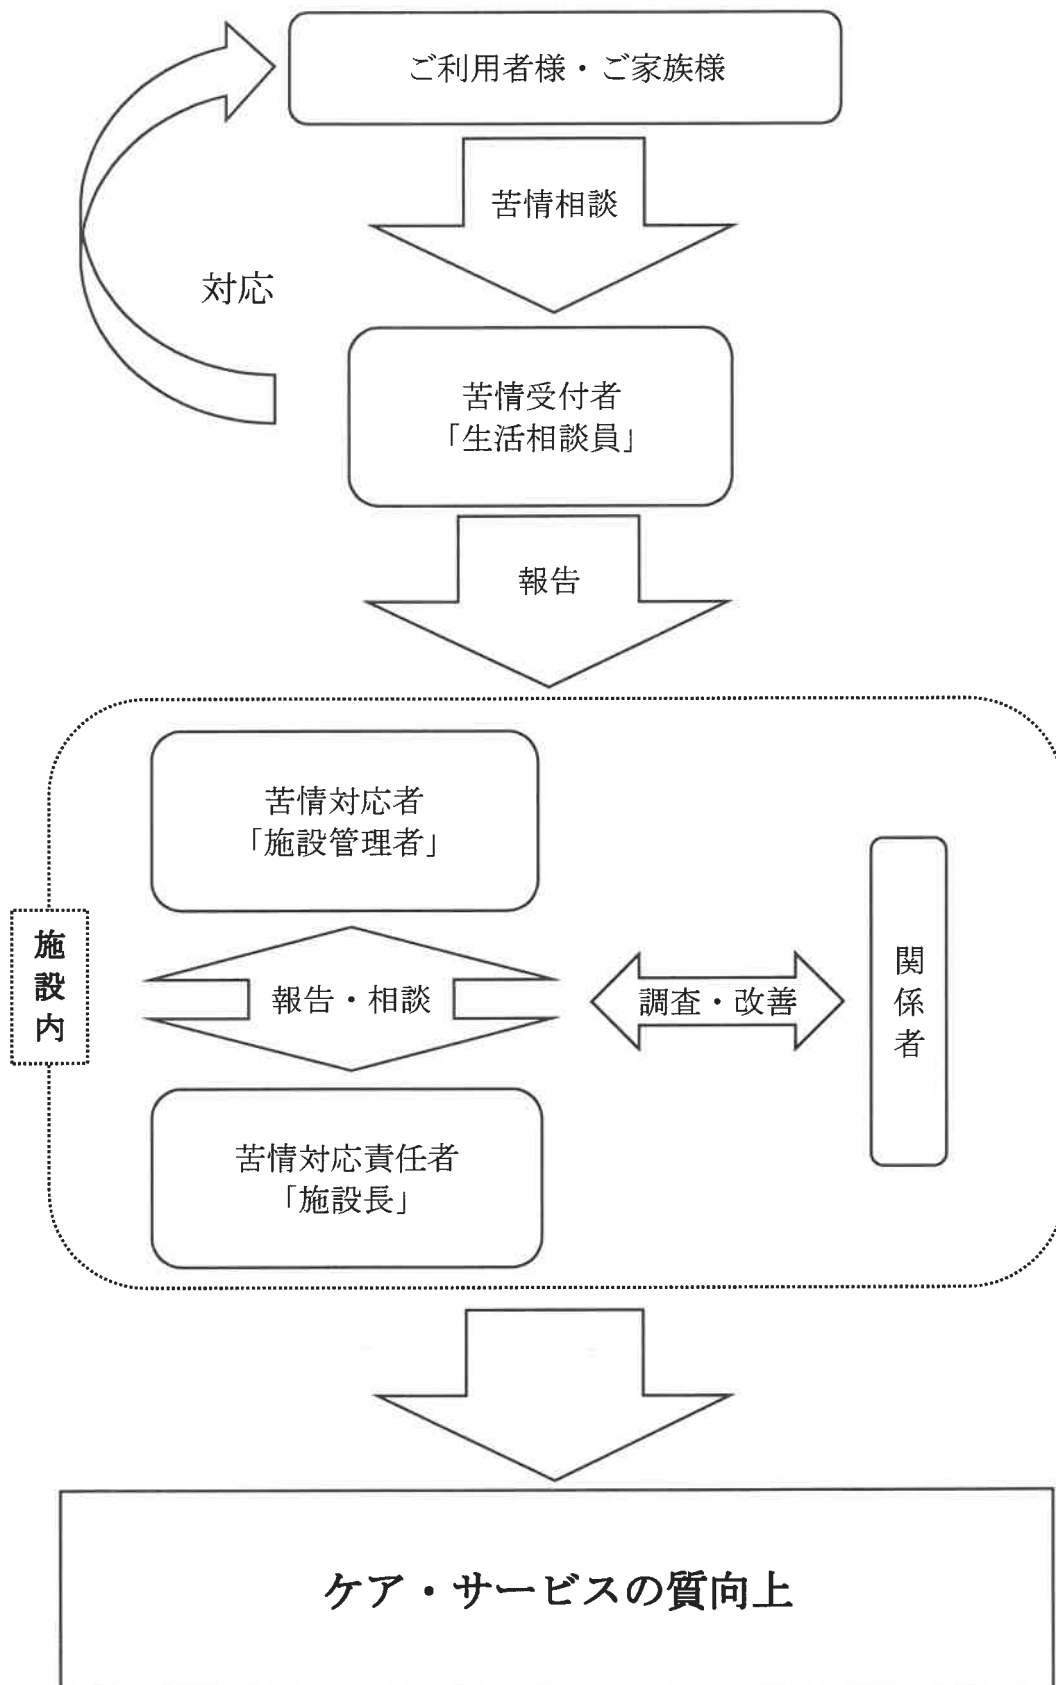 ご利用者様・ご家族様
苦情相談
対応
苦情受付者
「生活相談員」
報告
苦情対応者
「施設管理者」
施設内
報告・相談
調査・改善
関係者
苦情対応責任者
「施設長」
ケア・サービスの質向上